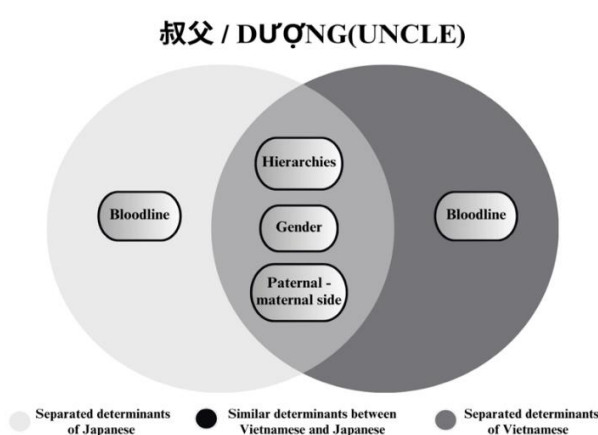 叔父 / DƯỢNG(UNCLE)
Hierarchies
Bloodline
Bloodline
Gender
Paternal -
maternal side
Separated determinants
of Japanese
Similar determinants between
Vietnamese and Japanese
Separated determinants
of Vietnamese